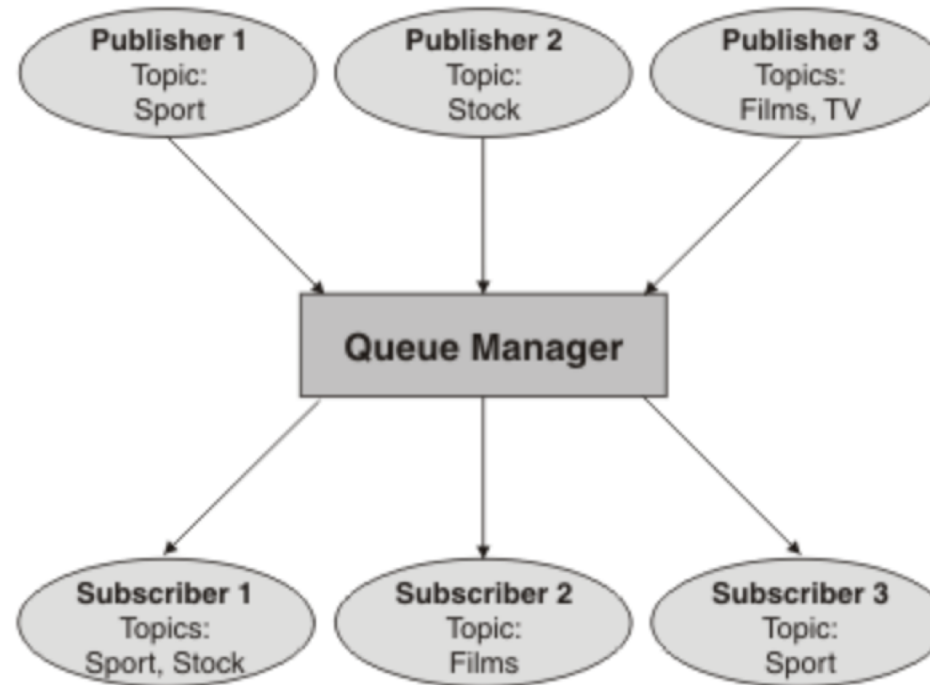 Publisher 1
Topic:
Sport
Publisher 2
Topic:
Stock
Publisher 3
Topics:
Films, TV
Queue Manager
Subscriber 1
Topics:
Sport, Stock
Subscriber 2
Topic:
Films
Subscriber 3
Topic:
Sport